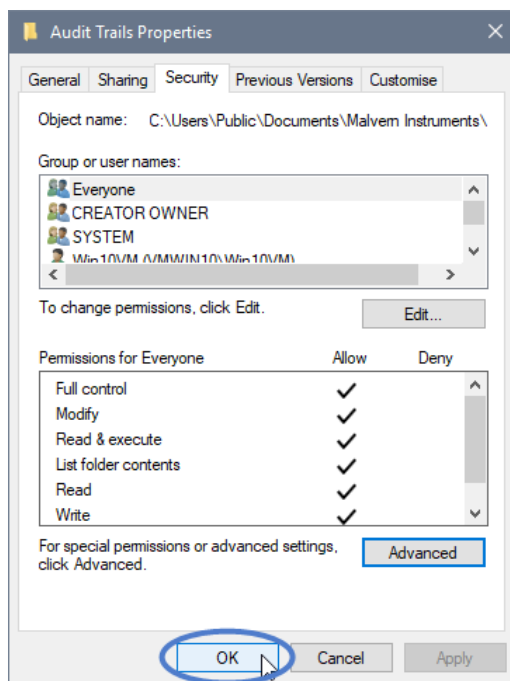 Audit Trails Properties
General Sharing Security Previous Versions Customise
Object name: C:\Users\Public\Documents\Malvern Instruments\
Group or user names:
Everyone
CREATOR OWNER
SYSTEM
Win10VM (VMWIN10\Win10VM)
To change permissions, click Edit.
Edit...
Permissions for Everyone Allow Deny
Full control
Modify
Read & execute
List folder contents
Read
Write
For special permissions or advanced settings,
click Advanced.
Advanced
OK Cancel Apply